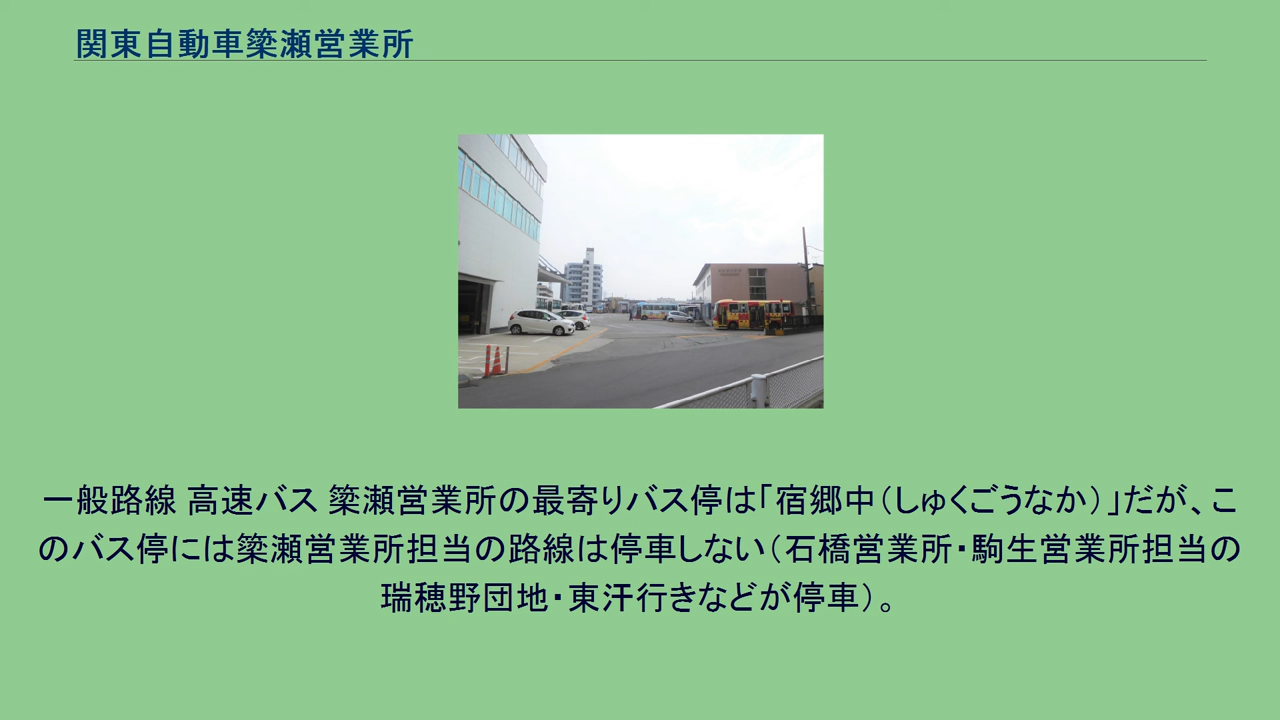 関東自動車簗瀬営業所
一般路線 高速バス 簗瀬営業所の最寄りバス停は「宿郷中（しゅくごうなか）」だが、こ
のバス停には簗瀬営業所担当の路線は停車しない（石橋営業所・駒生営業所担当の
瑞穂野団地・東汗行きなどが停車）。